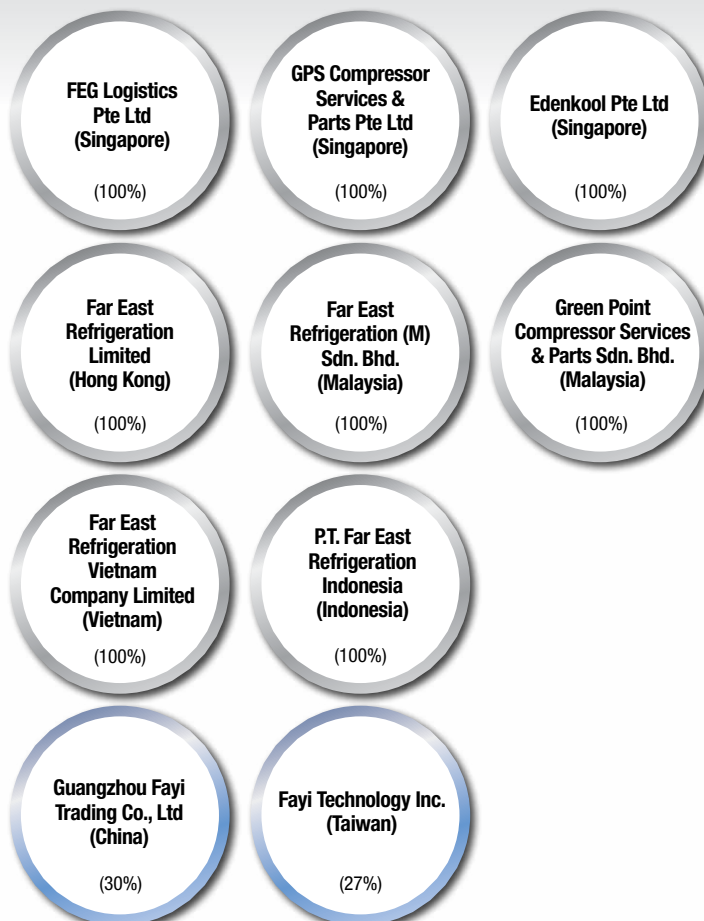 FEG Logistics
Pte Ltd
(Singapore)
(100%)
GPS Compressor
Services &
Parts Pte Ltd
(Singapore)
(100%)
Edenkool Pte Ltd
(Singapore)
(100%)
Far East
Refrigeration
Limited
(Hong Kong)
(100%)
Far East
Refrigeration (M)
Sdn. Bhd.
(Malaysia)
(100%)
Green Point
Compressor Services
& Parts Sdn. Bhd.
(Malaysia)
(100%)
Far East
Refrigeration
Vietnam
Company Limited
(Vietnam)
(100%)
P.T. Far East
Refrigeration
Indonesia
(Indonesia)
(100%)
Guangzhou Fayi
Trading Co., Ltd
(China)
(30%)
Fayi Technology Inc.
(Taiwan)
(27%)